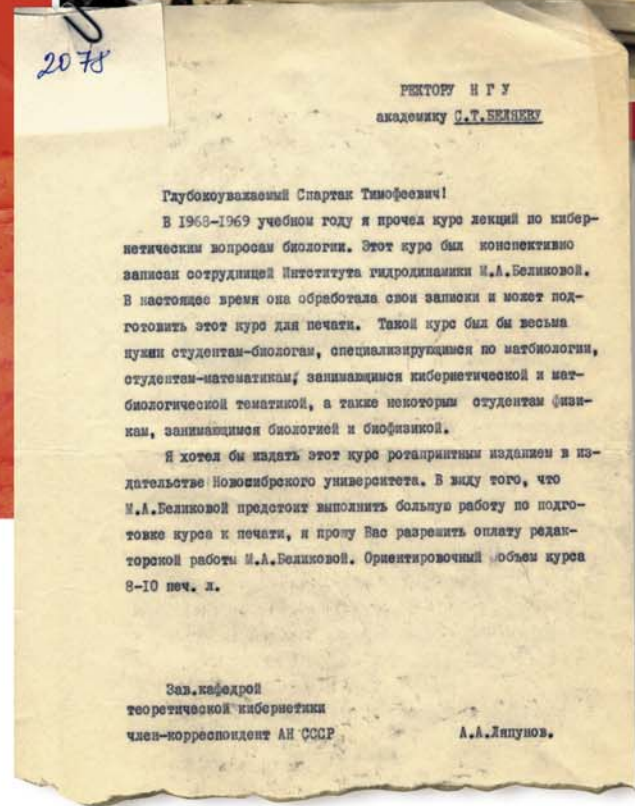 2078
РЕКТОРУ Н Г У
академику С.Т.БЕЛЯЕВУ
Глубокоуважаемый Спартак Тимофеевич!
В 1968-1969 учебном году я прочел курс лекций по кибер-
нетическим вопросам биологии. Этот курс был конспективно
записан сотрудницей Интститута гидродинамики М.А.Беликовой.
В настоящее время она обработала свои записки и может под-
готовить этот курс для печати. Такой курс был бы весьма
нужен студентам-биологам, специализирующимся по матбиологии,
студентам-математикам, занимающимся кибернетической и мат-
биологической тематикой, а также некоторым студентам физи-
кам, занимающимся биологией и биофизикой.
Я хотел бы издать этот курс ротапринтным изданием в из-
дательстве Новосибрского университета. В виду того, что
М.А.Беликовой предстоит выполнить большую работу по подго-
товке курса к печати, я прошу Вас разрешить оплату редак-
торской работы М.А.Беликовой. Ориентировочный объем курса
8-10 печ. л.
Зав.кафедрой
теоретической кибернетики
член-корреспондент АН СССР А.А.Ляпунов.